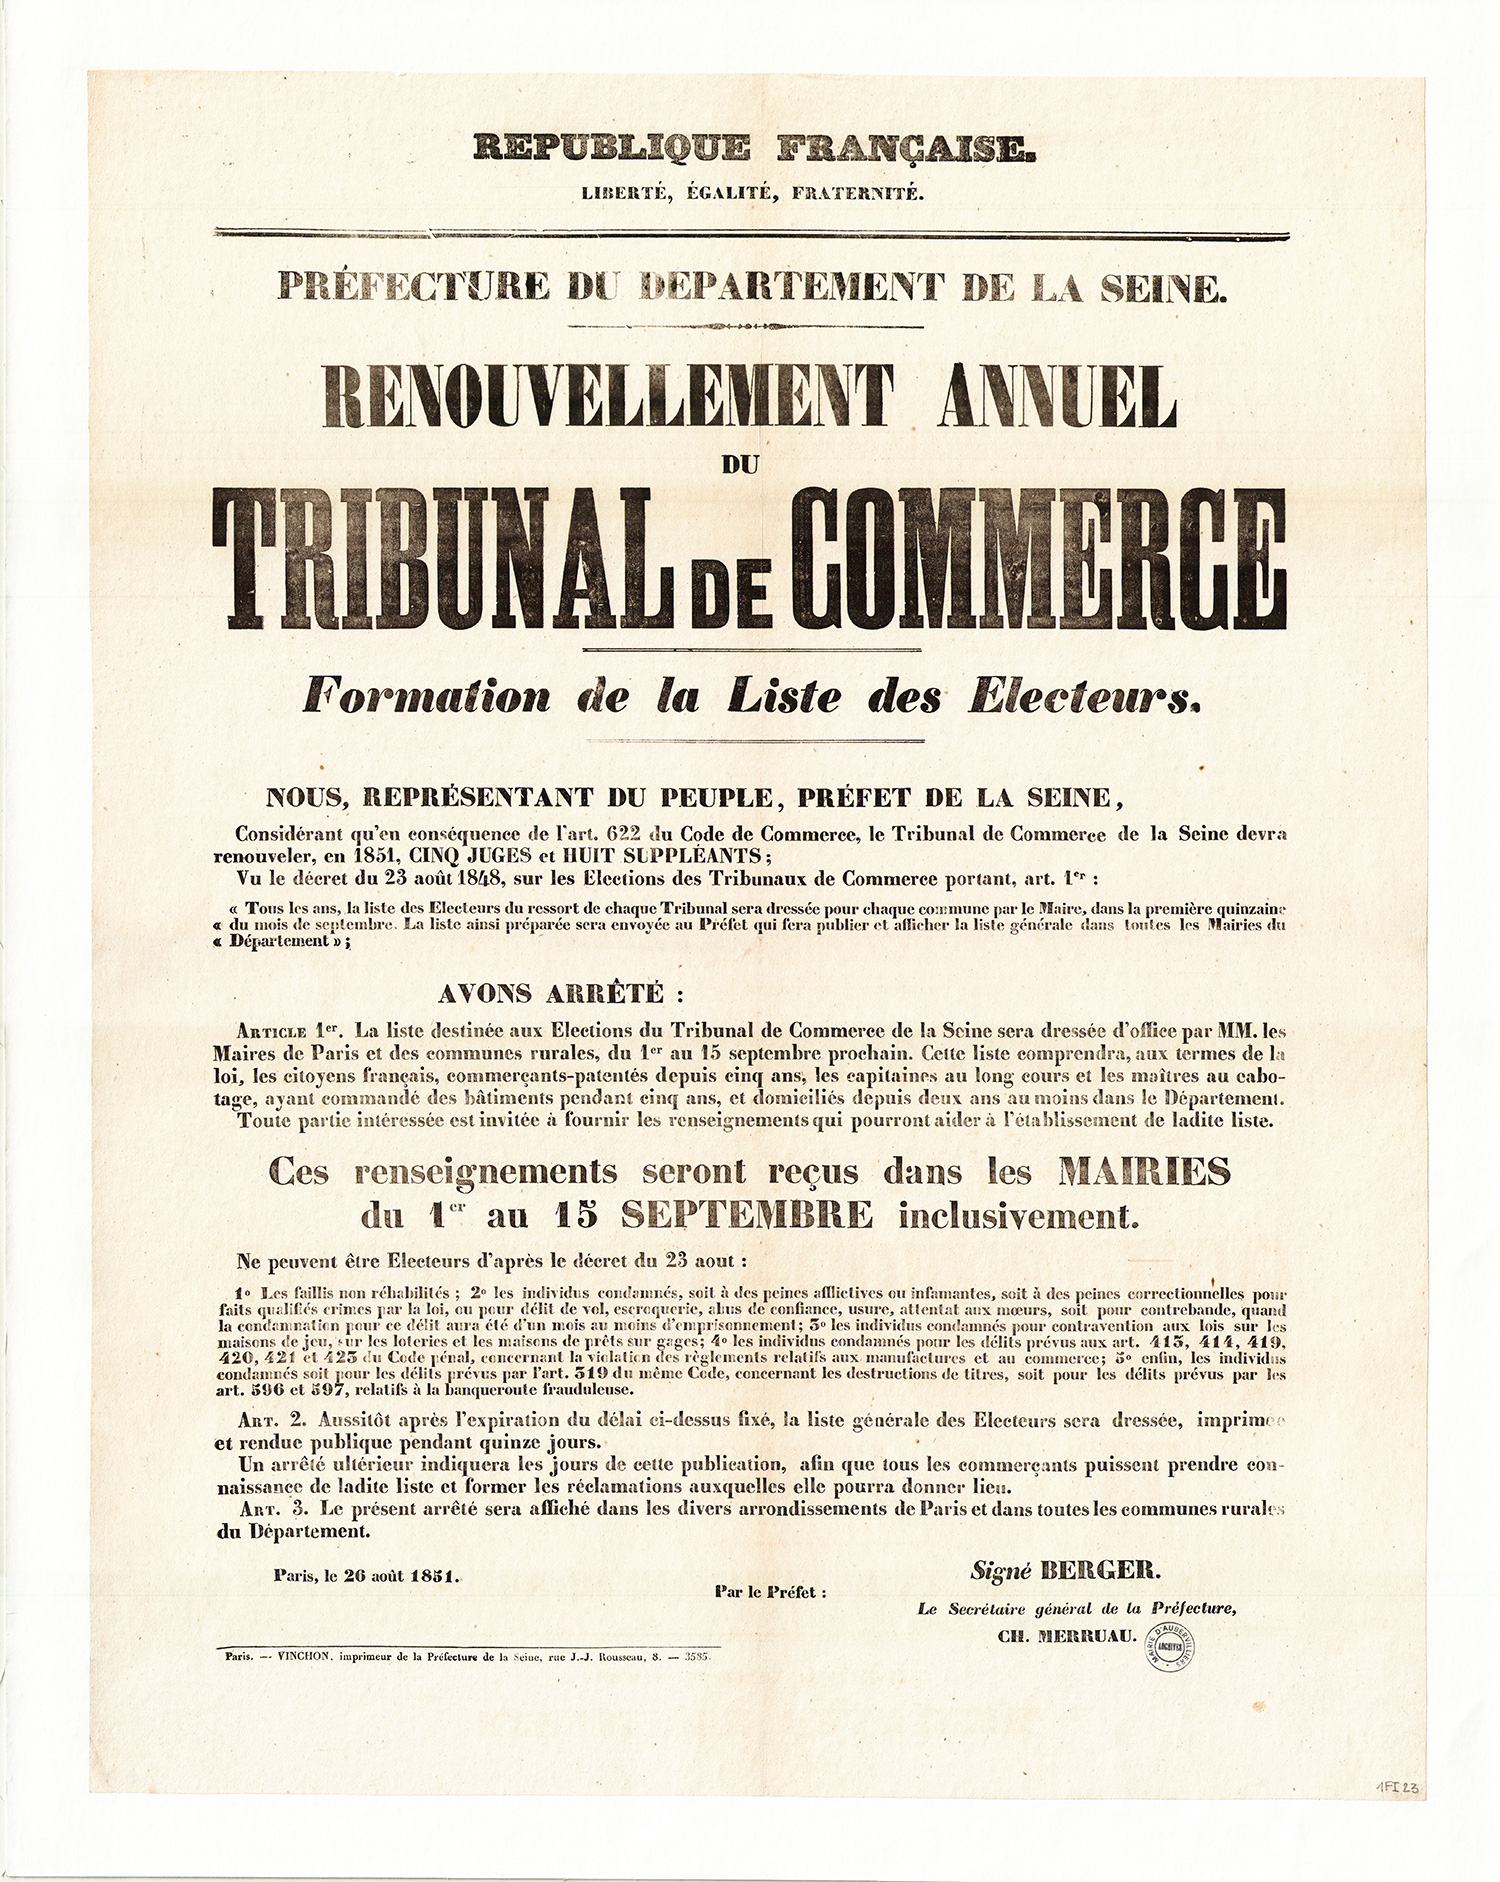 REPUBLIQUE FRANÇAISE.
LIBERTÉ, ÉGALITÉ, FRATERNITÉ.
PRÉFECTURE DU DEPARTEMENT DE LA SEINE.
RENOUVELLEMENT ANNUEL
DU
TRIBUNAL DE COMMERCE
Formation de la Liste des Electeurs.
NOUS, REPRÉSENTANT DU PEUPLE, PRÉFET DE LA SEINE,
Considérant qu'en conséquence de l'art. 622 du Code de Commerce, le Tribunal de Commerce de la Seine devra
renouveler, en 1851, CINQ JUGES et HUIT SUPPLÉANTS;
Vu le décret du 23 août 1848, sur les Elections des Tribunaux de Commerce portant, art. 1er :
« Tous les ans, la liste des Electeurs du ressort de chaque Tribunal sera dressée pour chaque commune par le Maire, dans la première quinzaine
« du mois de septembre. La liste ainsi préparée sera envoyée au Préfet qui fera publier et afficher la liste générale dans toutes les Mairies du
« Département » ;
AVONS ARRÊTÉ :
ARTICLE 1er. La liste destinée aux Elections du Tribunal de Commerce de la Seine sera dressée d'office par MM. les
Maires de Paris et des communes rurales, du 1er au 15 septembre prochain. Cette liste comprendra, aux termes de la
loi, les citoyens français, commerçants-patentés depuis cinq ans, les capitaines au long cours et les maîtres au cabo-
tage, ayant commandé des bâtiments pendant cinq ans, et domiciliés depuis deux ans au moins dans le Département.
Toute partie intéressée est invitée à fournir les renseignements qui pourront aider à l'établissement de ladite liste.
Ces renseignements seront reçus dans les MAIRIES
du 1er au 15 SEPTEMBRE inclusivement.
Ne peuvent être Electeurs d'après le décret du 23 aout :
1º Les faillis non réhabilités ; 2º les individus condamnés, soit à des peines afflictives ou infamantes, soit à des peines correctionnelles pour
faits qualifiés crimes par la loi, ou pour délit de vol, escroquerie, abus de confiance, usure, attentat aux mœurs, soit pour contrebande, quand
la condamnation pour ce délit aura été d'un mois au moins d'emprisonnement; 3º les individus condamnés pour contravention aux lois sur les
maisons de jeu, sur les loteries et les maisons de prêts sur gages; 4º les individus condamnés pour les délits prévus aux art. 413, 414, 419,
420, 421 et 423 du Code pénal, concernant la violation des règlements relatifs aux manufactures et au commerce; 5º enfin, les individus
condamnés soit pour les délits prévus par l'art. 319 du même Code, concernant les destructions de titres, soit pour les délits prévus par les
art. 596 et 597, relatifs à la banqueroute frauduleuse.
ART. 2. Aussitôt après l'expiration du délai ci-dessus fixé, la liste générale des Electeurs sera dressée, imprimée
et rendue publique pendant quinze jours.
Un arrêté ultérieur indiquera les jours de cette publication, afin que tous les commerçants puissent prendre con-
naissance de ladite liste et former les réclamations auxquelles elle pourra donner lieu.
ART. 3. Le présent arrêté sera affiché dans les divers arrondissements de Paris et dans toutes les communes rurales
du Département.
Paris, le 26 août 1851.
Signé BERGER.
Par le Préfet :
Le Secrétaire général de la Préfecture,
CH. MERRUAU.
MAIRIE D'AUBERVILLIERS
ARCHIVES
Paris. — VINCHON, imprimeur de la Préfecture de la Seine, rue J.-J. Rousseau, 8. — 3585.
1FI23